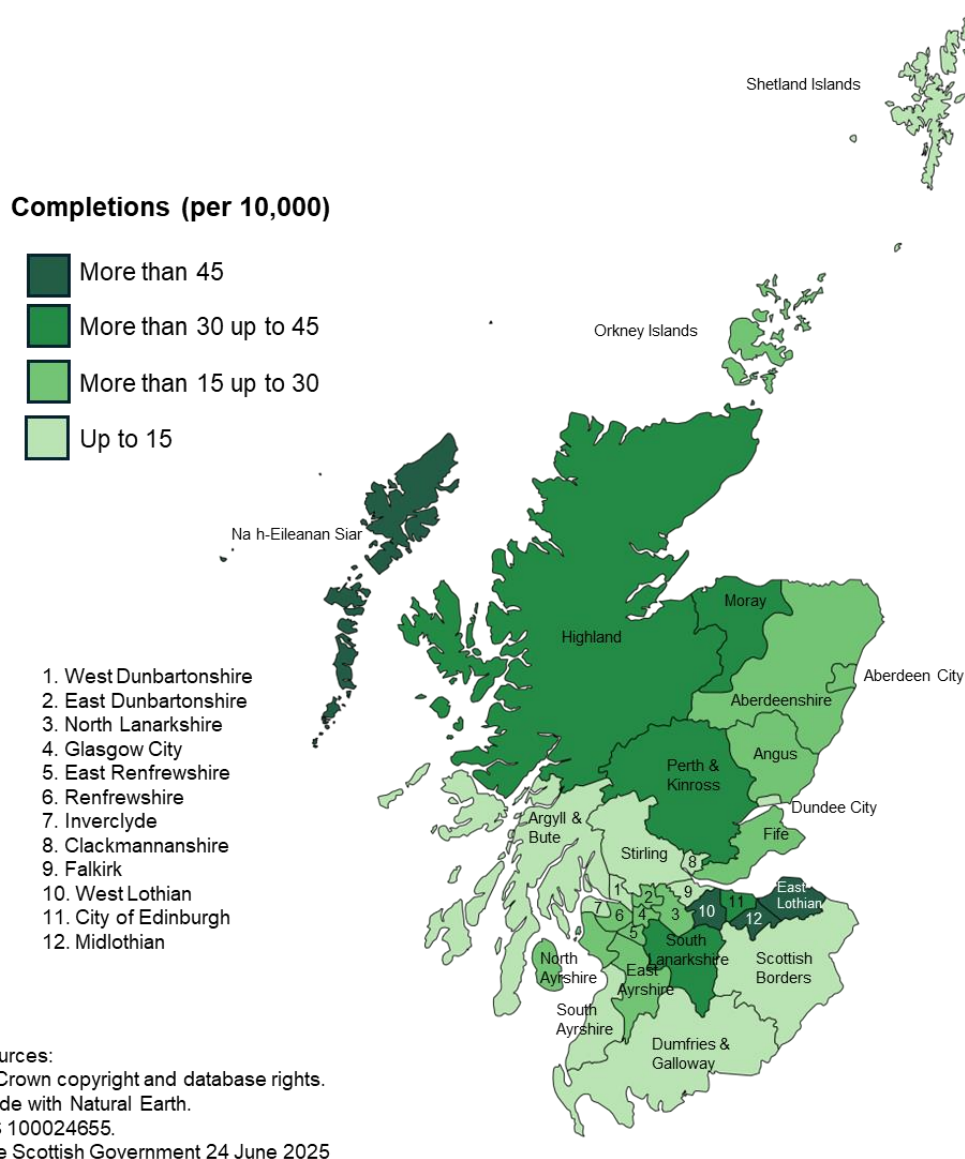 Shetland Islands
Completions (per 10,000)
More than 45
More than 30 up to 45
More than 15 up to 30
Up to 15
Orkney Islands
Na h-Eileanan Siar
Moray
Highland
Aberdeen City
Aberdeenshire
Angus
Perth &
Kinross
Dundee City
Fife
Argyll &
Bute
Stirling
8
1
2
9
7
6
4
3
5
10
11
12
East
Lothian
South
Lanarkshire
Scottish
Borders
North
Ayrshire
East
Ayrshire
South
Ayrshire
Dumfries &
Galloway
1. West Dunbartonshire
2. East Dunbartonshire
3. North Lanarkshire
4. Glasgow City
5. East Renfrewshire
6. Renfrewshire
7. Inverclyde
8. Clackmannanshire
9. Falkirk
10. West Lothian
11. City of Edinburgh
12. Midlothian
urces:
Crown copyright and database rights.
de with Natural Earth.
100024655.
e Scottish Government 24 June 2025